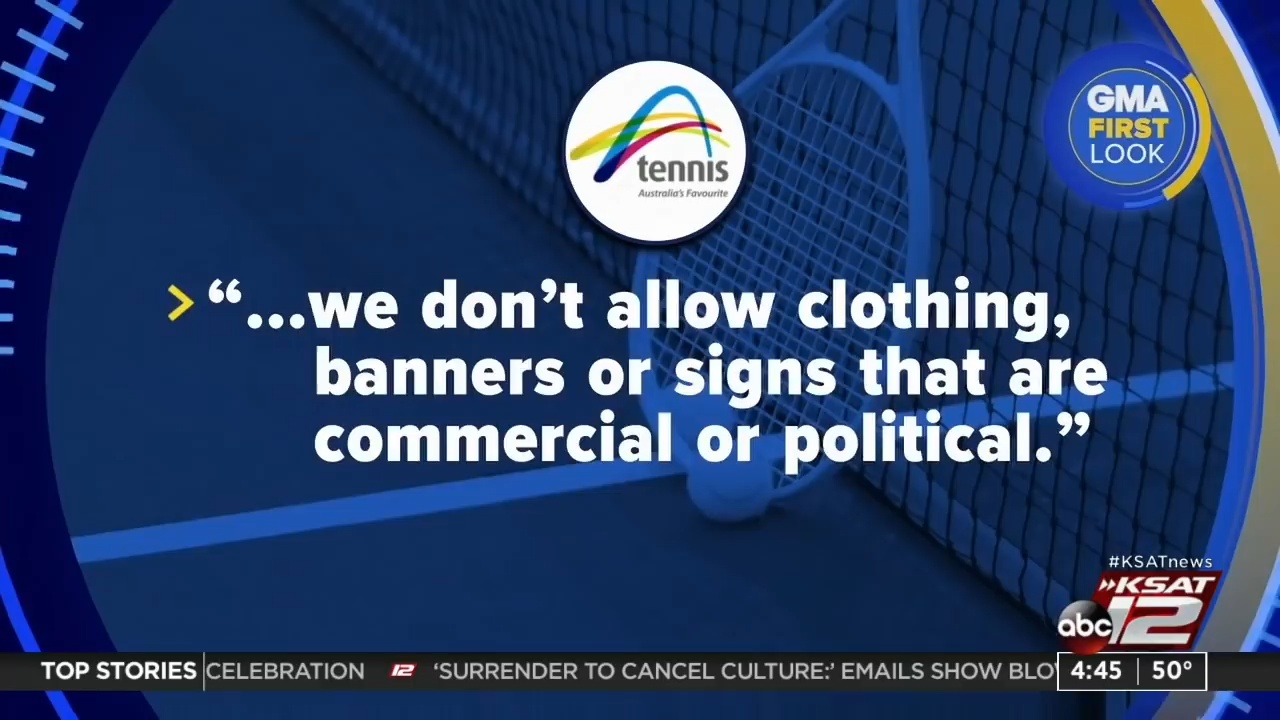 tennis
Australia's Favourite
GMA
FIRST
LOOK
“...we don’t allow clothing,
banners or signs that are
commercial or political.”
#KSATnews
KSAT
abc 12
TOP STORIES CELEBRATION 12 ‘SURRENDER TO CANCEL CULTURE:’ EMAILS SHOW BLO 4:45 50°